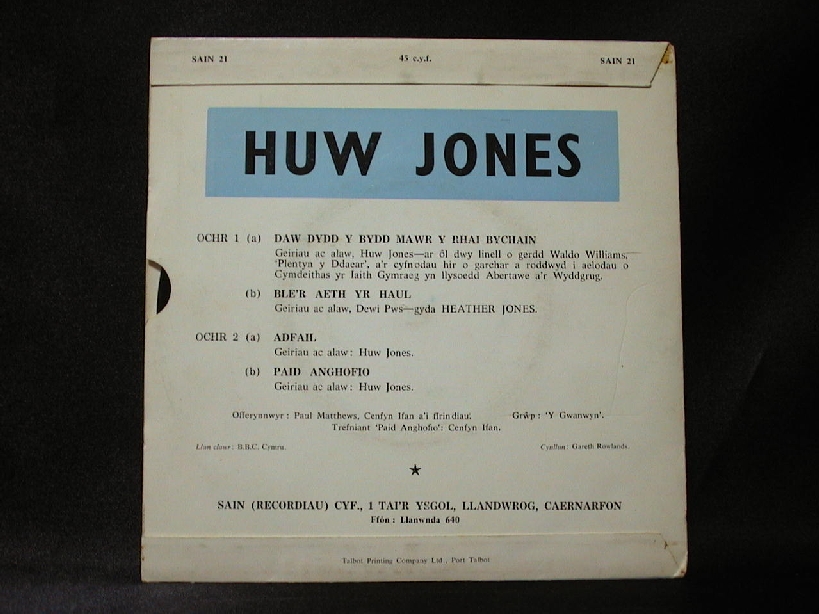 SAIN 21 45 c.y.f. SAIN 21
HUW JONES
OCHR 1 (a) DAW DYDD Y BYDD MAWR Y RHAI BYCHAIN
Geiriau ac alaw, Huw Jones—ar ôl dwy linell o gerdd Waldo Williams,
'Plentyn y Ddaear', a'r cyfnodau hir o garchar a roddwyd i aelodau o
Gymdeithas yr Iaith Gymraeg yn llysoedd Abertawe a'r Wyddgrug.
(b) BLE'R AETH YR HAUL
Geiriau ac alaw, Dewi Pws—gyda HEATHER JONES.
OCHR 2 (a) ADFAIL
Geiriau ac alaw: Huw Jones.
(b) PAID ANGHOFIO
Geiriau ac alaw: Huw Jones.
Offerynnwyr: Paul Matthews, Cenfyn Ifan a'i ffrindiau. Grŵp: 'Y Gwanwyn'.
Trefniant 'Paid Anghofio': Cenfyn Ifan.
Llun clawr: B.B.C. Cymru. Cynllun: Gareth Rowlands.
★
SAIN (RECORDIAU) CYF., 1 TAI'R YSGOL, LLANDWROG, CAERNARFON
Ffôn: Llanwnda 640
Talbot Printing Company Ltd., Port Talbot